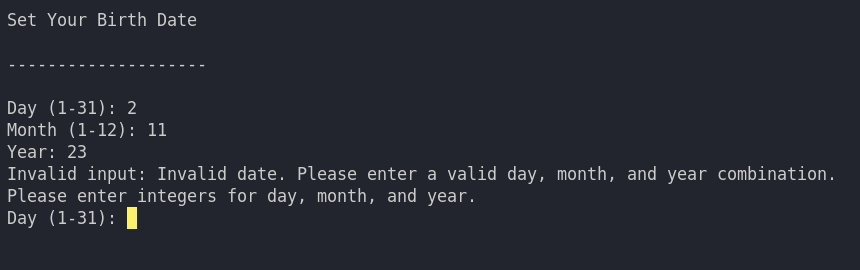 Set Your Birth Date
--------------------
Day (1-31): 2
Month (1-12): 11
Year: 23
Invalid input: Invalid date. Please enter a valid day, month, and year combination.
Please enter integers for day, month, and year.
Day (1-31):